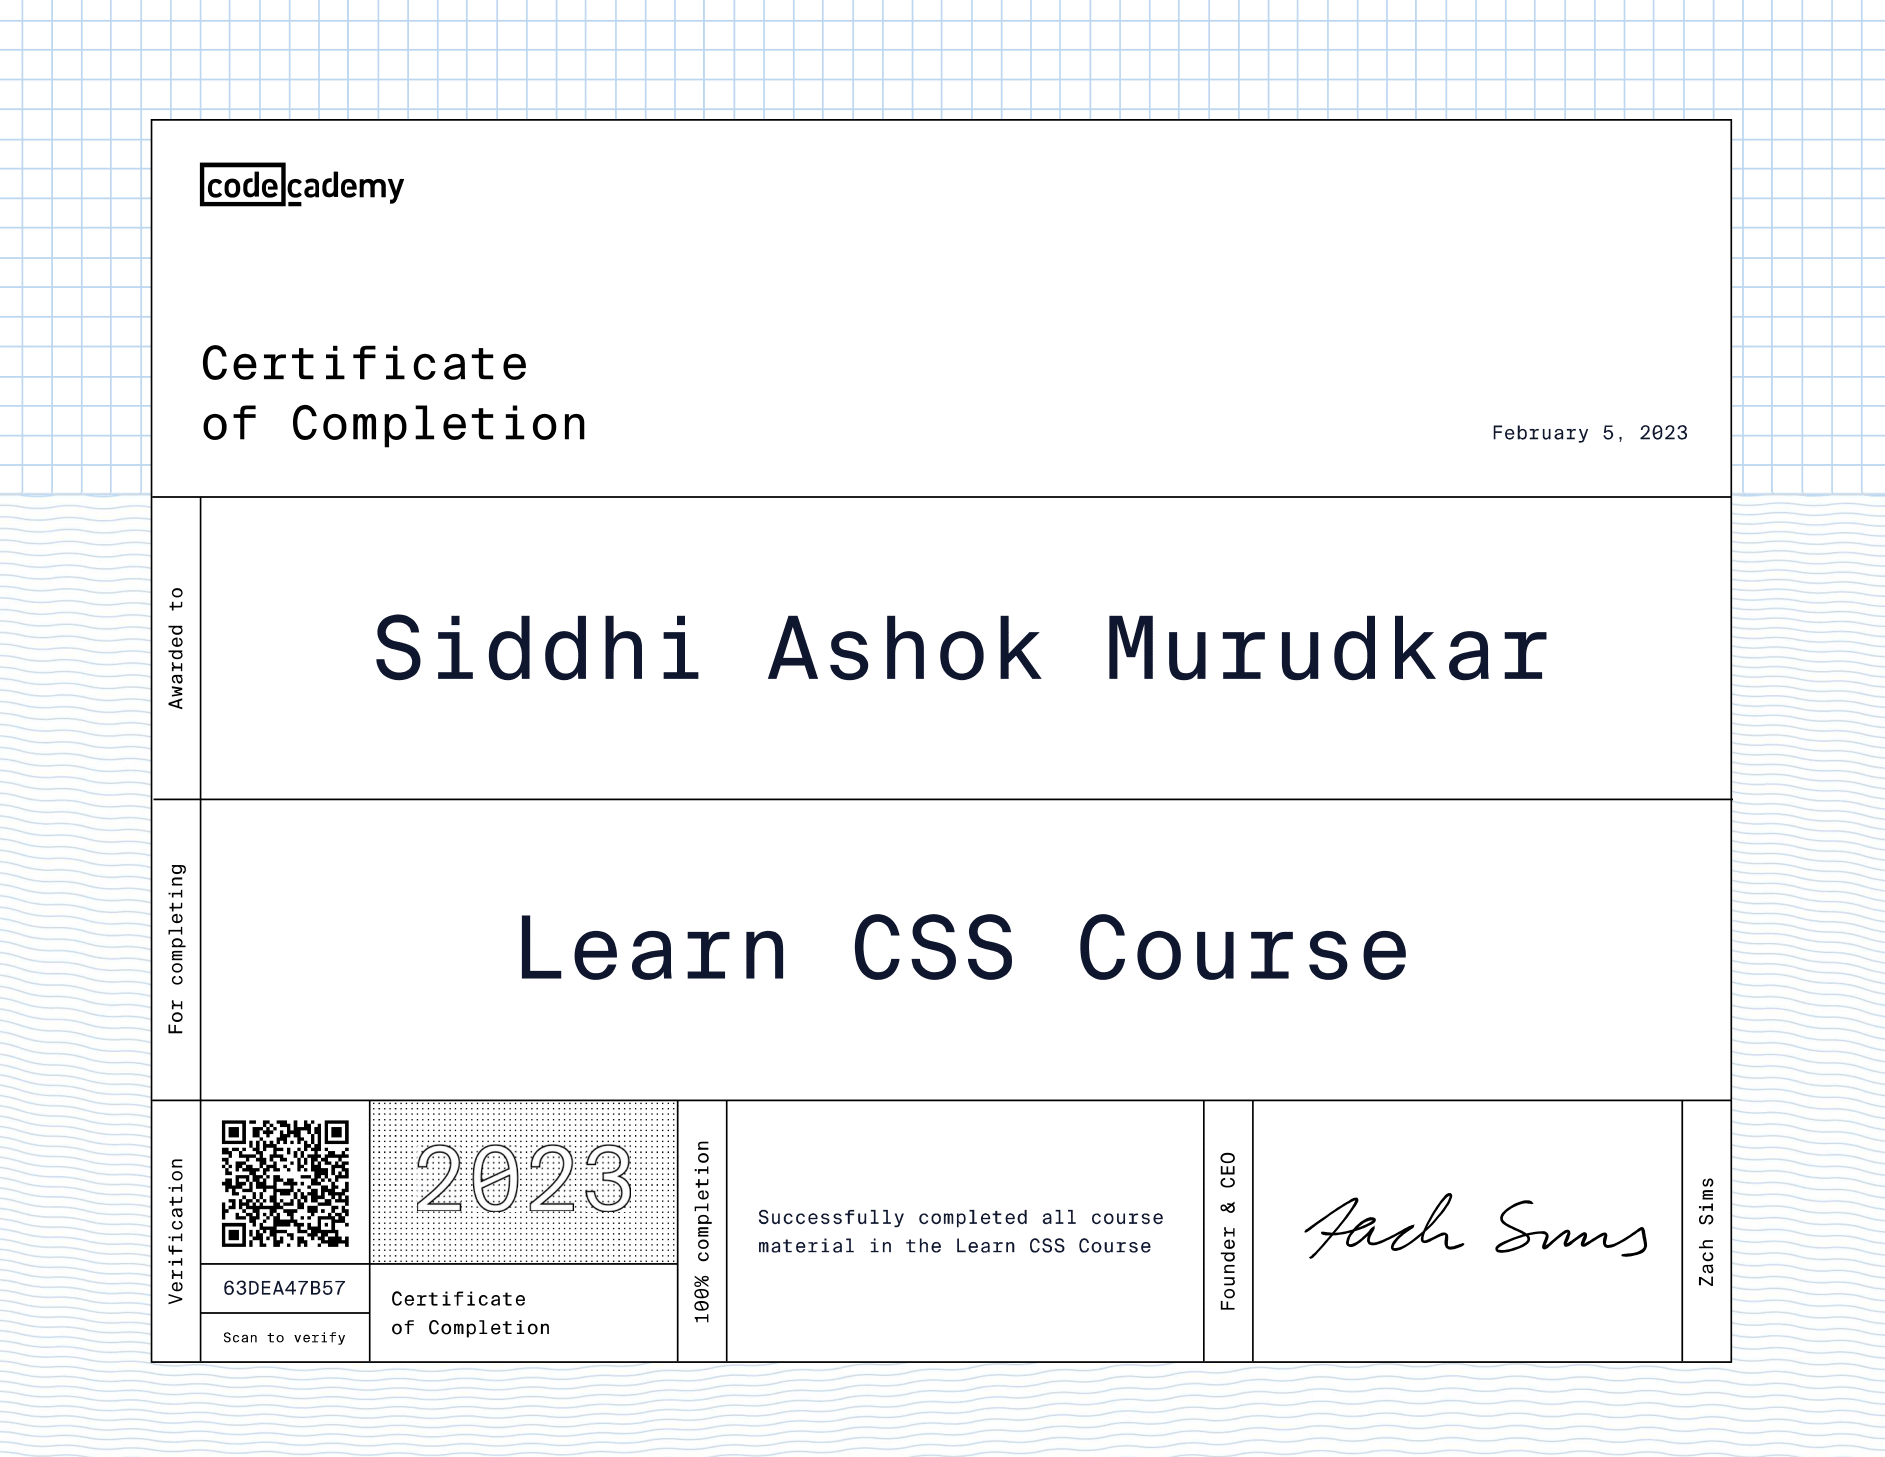 codecademy
Certificate
of Completion
February 5, 2023
Awarded to
Siddhi Ashok Murudkar
For completing
Learn CSS Course
Verification
63DEA47B57
Scan to verify
2023
Certificate
of Completion
100% completion
Successfully completed all course
material in the Learn CSS Course
Founder & CEO
Zach Sims
Zach Sims